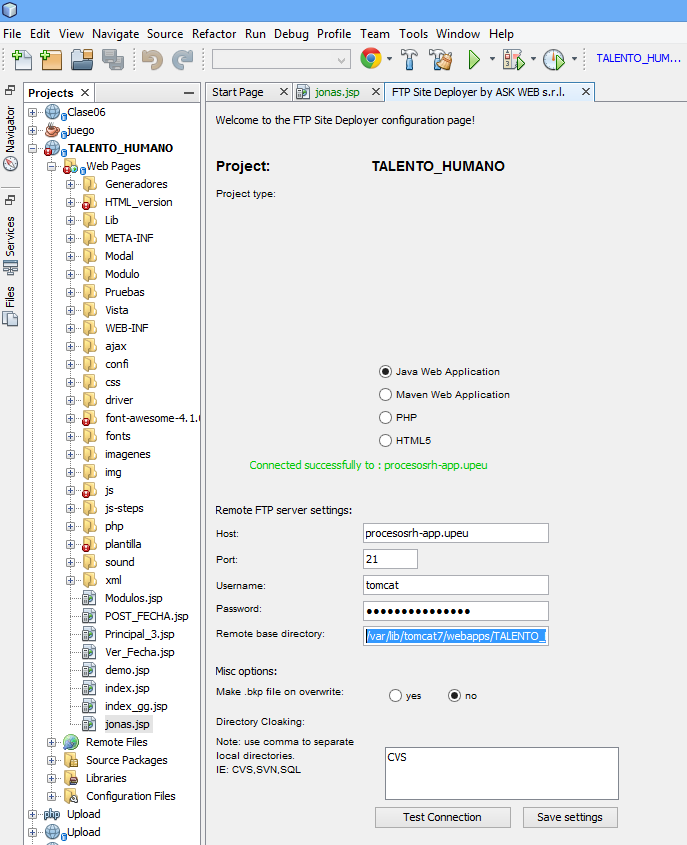 File Edit View Navigate Source Refactor Run Debug Profile Team Tomcat Tools Window Help
TALENTO_HUM...
Navigator
Services
Files
Projects
Clase06
juego
TALENTO_HUMANO
Web Pages
Generadores
HTML_version
Lib
META-INF
Modal
Modulo
Pruebas
Vista
WEB-INF
ajax
confi
css
driver
font-awesome-4.1.0
fonts
imagenes
img
js
js-steps
php
plantilla
sound
xml
Modulos.jsp
POST_FECHA.jsp
Principal_3.jsp
Ver_Fecha.jsp
demo.jsp
index.jsp
index_gg.jsp
jonas.jsp
Remote Files
Source Packages
Libraries
Configuration Files
php Upload
Upload
Start Page jonas.jsp FTP Site Deployer by ASK WEB s.r.l.
Welcome to the FTP Site Deployer configuration page!
Project: TALENTO_HUMANO
Project type:
Java Web Application
Maven Web Application
PHP
HTML5
Connected successfully to : procesosrh-app.upeu
Remote FTP server settings:
Host: procesosrh-app.upeu
Port: 21
Username: tomcat
Password: ●●●●●●●●●●●●●●●
Remote base directory: /var/lib/tomcat7/webapps/TALENTO_
Misc options:
Make .bkp file on overwrite: yes no
Directory Cloaking:
Note: use comma to separate
local directories.
IE: CVS,SVN,SQL
CVS
Test Connection Save settings